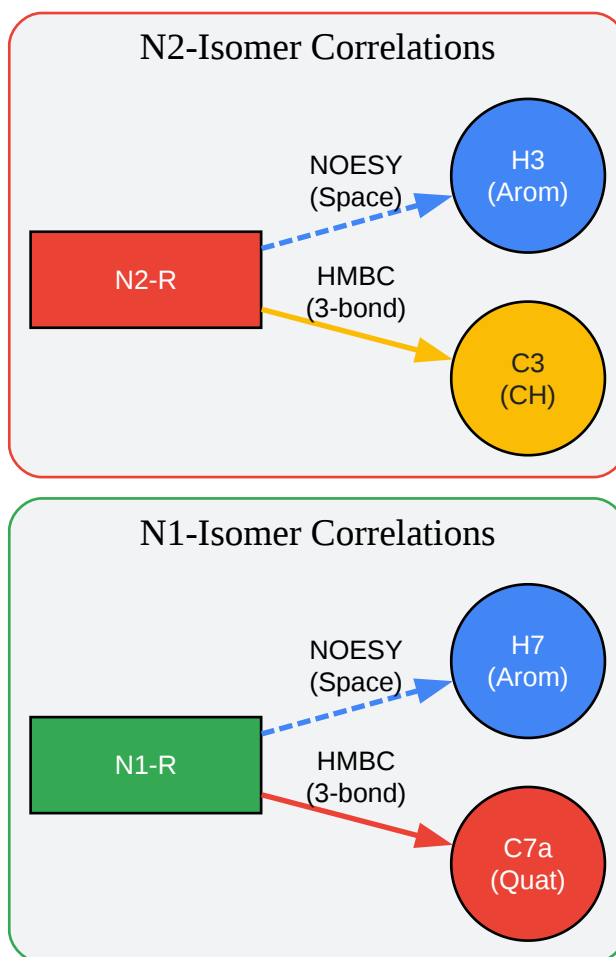 N2-Isomer Correlations
NOESY
(Space)
H3
(Arom)
N2-R
HMBC
(3-bond)
C3
(CH)
N1-Isomer Correlations
NOESY
(Space)
H7
(Arom)
N1-R
HMBC
(3-bond)
C7a
(Quat)